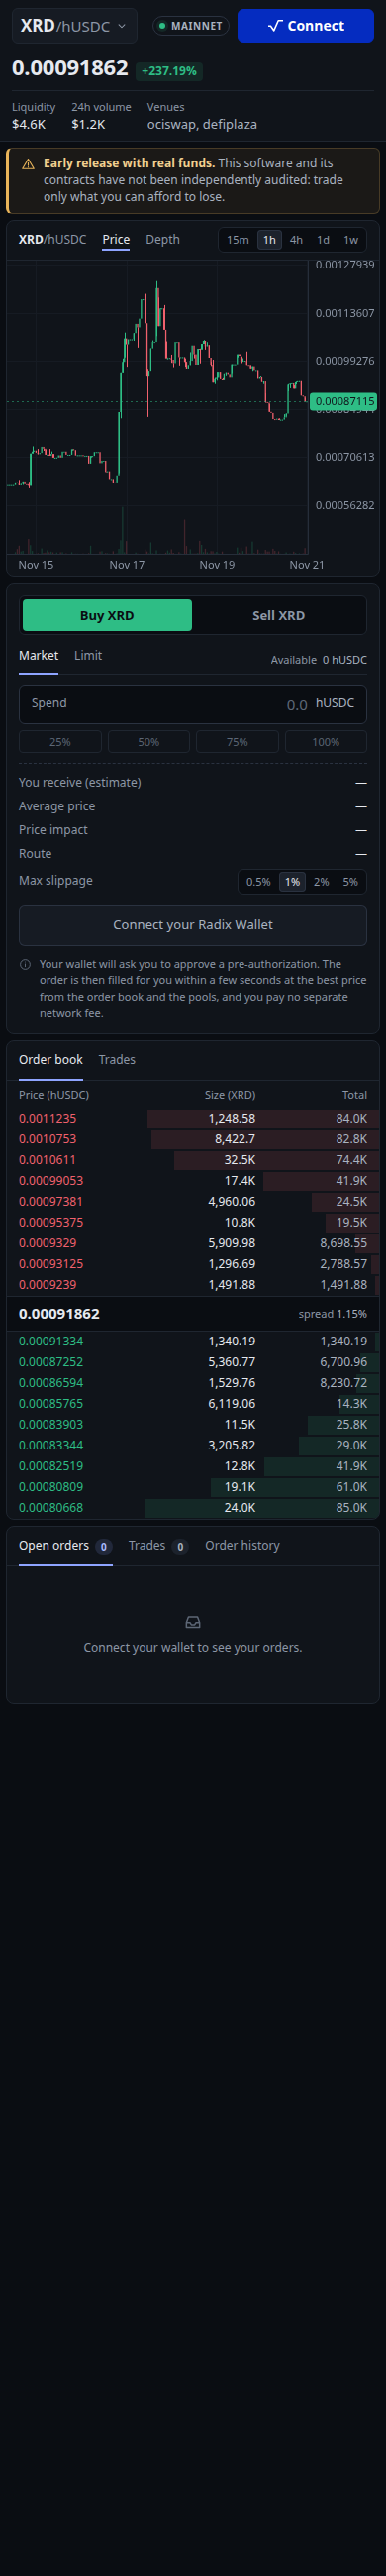 XRD/hUSDC
MAINNET
Connect
0.00091862 +237.19%
Liquidity 24h volume Venues
$4.6K $1.2K ociswap, defiplaza
Early release with real funds. This software and its
contracts have not been independently audited: trade
only what you can afford to lose.
XRD/hUSDC Price Depth 15m 1h 4h 1d 1w
0.00127939
0.00113607
0.00099276
0.00087115
0.00070613
0.00056282
Nov 15 Nov 17 Nov 19 Nov 21
Buy XRD Sell XRD
Market Limit Available 0 hUSDC
Spend 0.0 hUSDC
25% 50% 75% 100%
You receive (estimate) —
Average price —
Price impact —
Route —
Max slippage 0.5% 1% 2% 5%
Connect your Radix Wallet
Your wallet will ask you to approve a pre-authorization. The
order is then filled for you within a few seconds at the best price
from the order book and the pools, and you pay no separate
network fee.
Order book Trades
Price (hUSDC) Size (XRD) Total
0.0011235 1,248.58 84.0K
0.0010753 8,422.7 82.8K
0.0010611 32.5K 74.4K
0.00099053 17.4K 41.9K
0.00097381 4,960.06 24.5K
0.00095375 10.8K 19.5K
0.0009329 5,909.98 8,698.55
0.00093125 1,296.69 2,788.57
0.0009239 1,491.88 1,491.88
0.00091862 spread 1.15%
0.00091334 1,340.19 1,340.19
0.00087252 5,360.77 6,700.96
0.00086594 1,529.76 8,230.72
0.00085765 6,119.06 14.3K
0.00083903 11.5K 25.8K
0.00083344 3,205.82 29.0K
0.00082519 12.8K 41.9K
0.00080809 19.1K 61.0K
0.00080668 24.0K 85.0K
Open orders 0 Trades 0 Order history
Connect your wallet to see your orders.